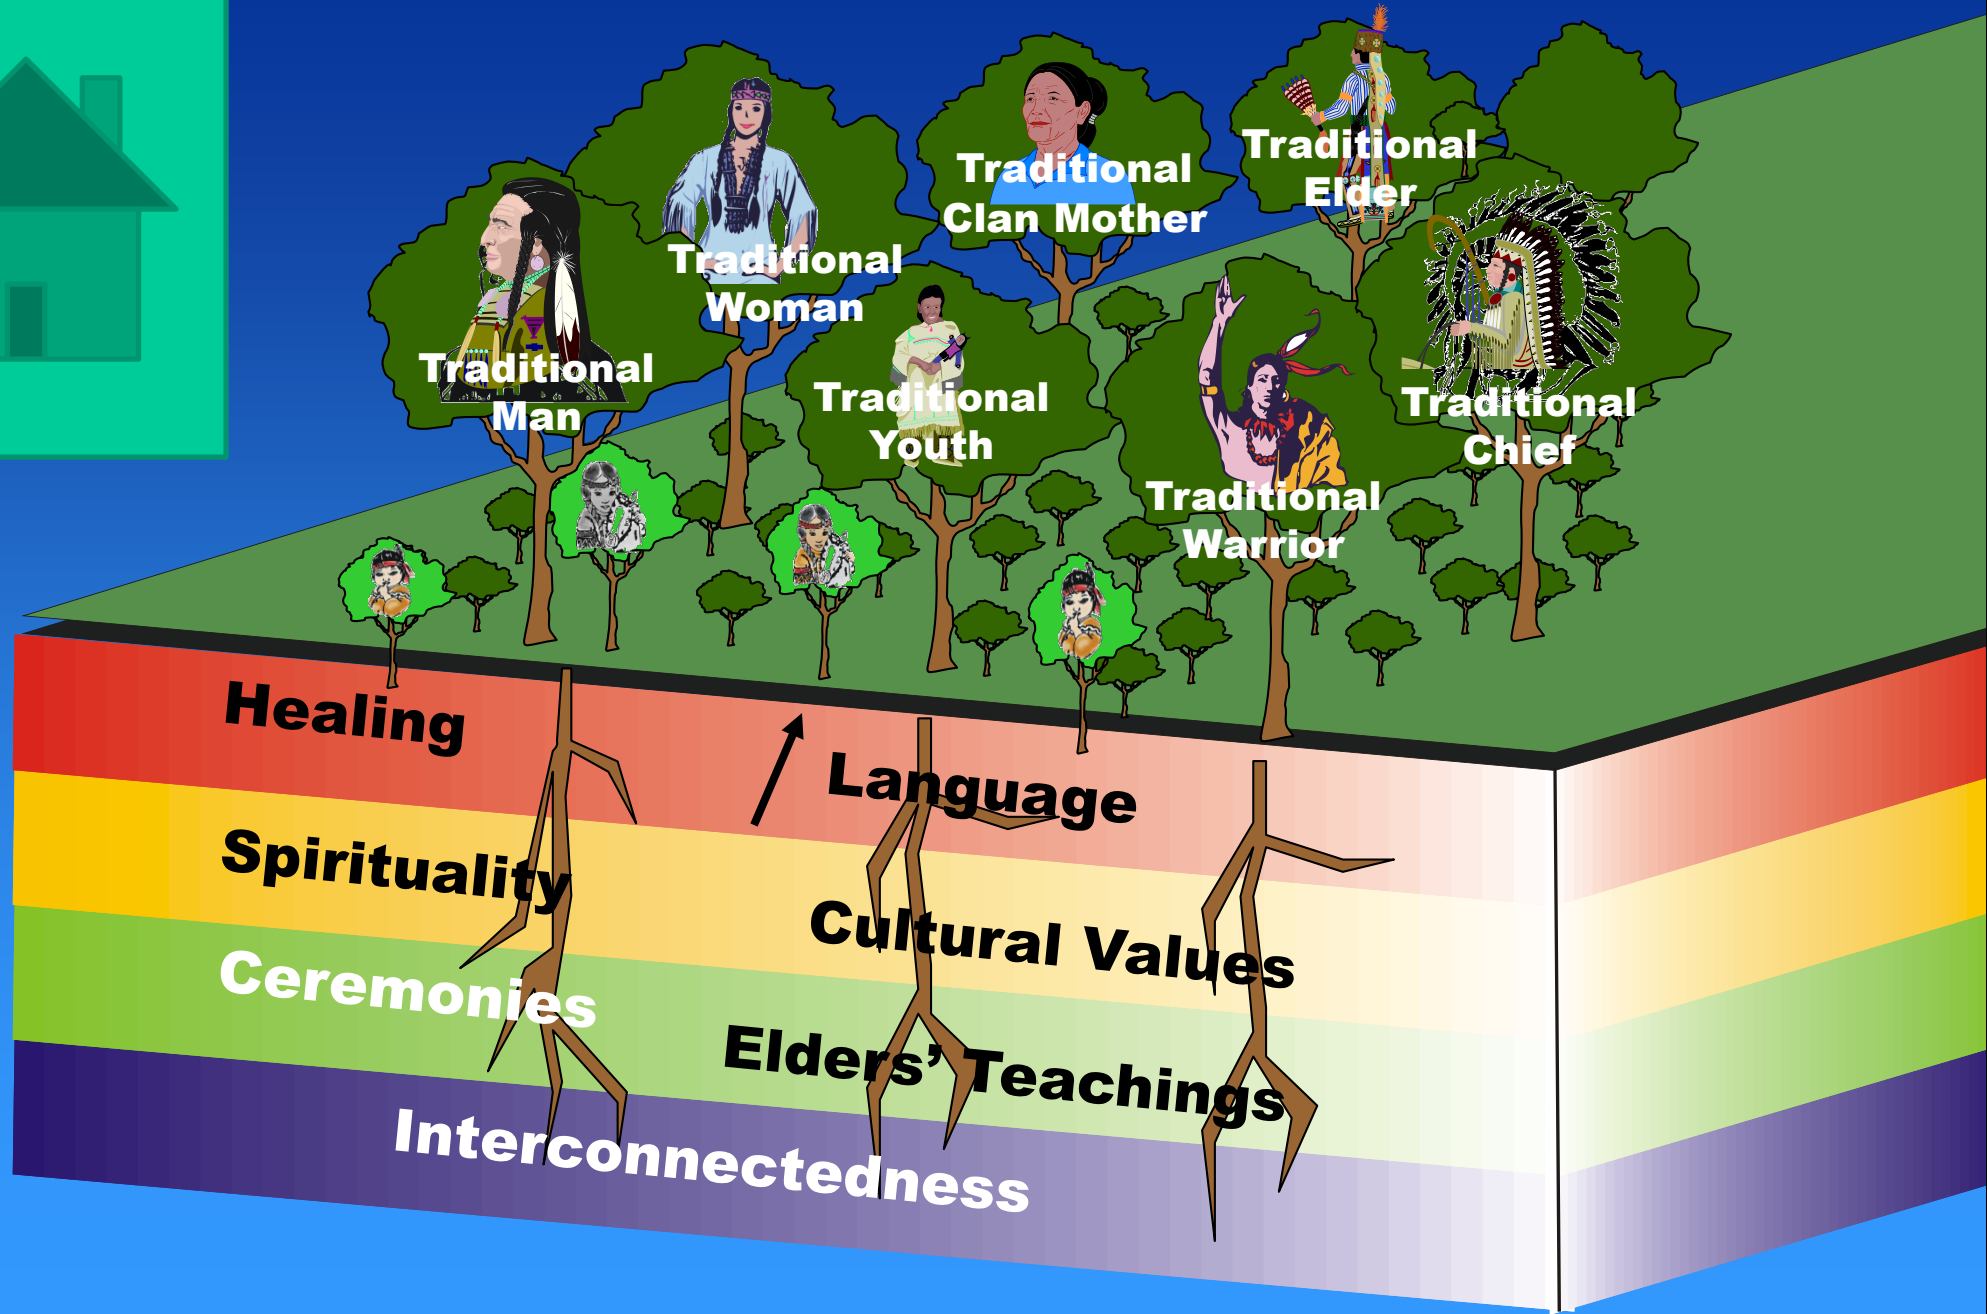 Traditional
Elder
Traditional
Clan Mother
Traditional
Woman
Traditional
Man
Traditional
Youth
Traditional
Chief
Traditional
Warrior
Healing
Language
Spirituality
Cultural Values
Ceremonies
Elders’ Teachings
Interconnectedness